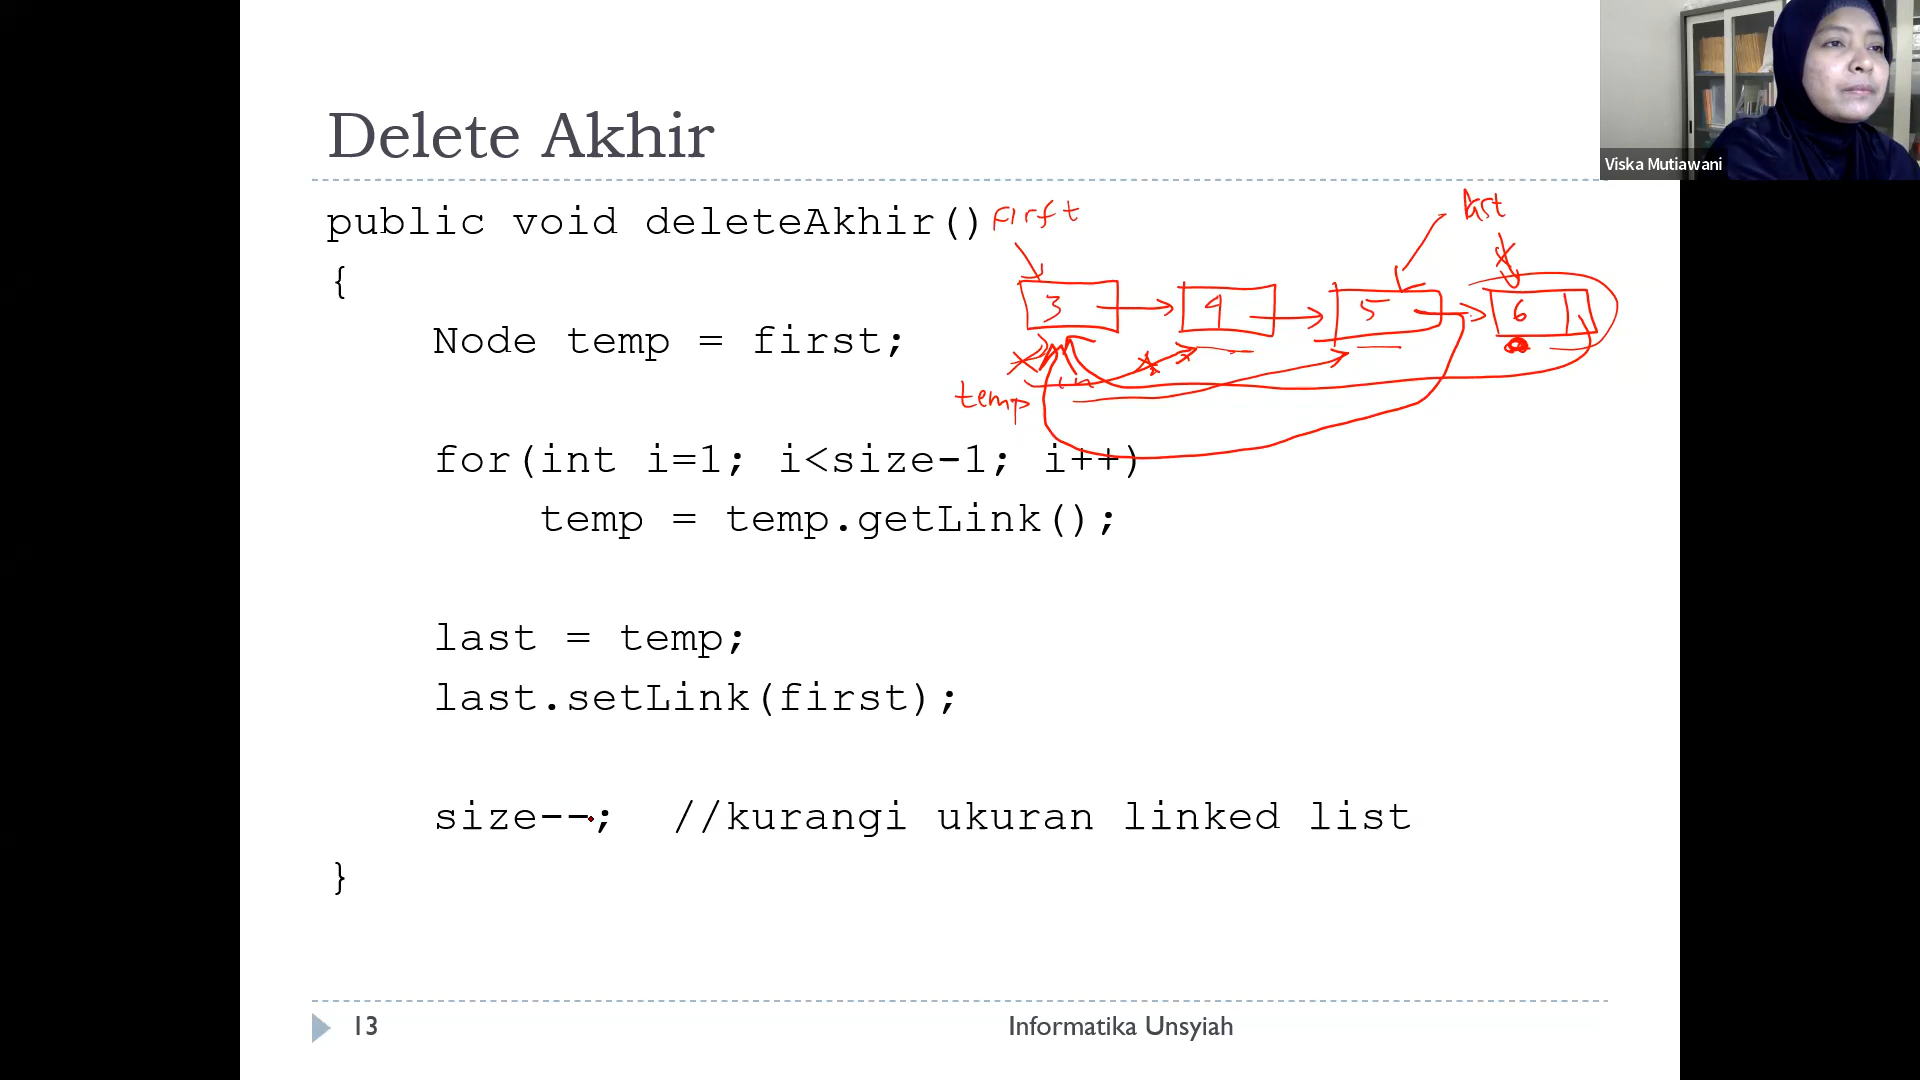 Viska Mutiawani
Delete Akhir
public void deleteAkhir()
first
last
{
3
4
5
6
Node temp = first;
temp
for(int i=1; i<size-1; i++)
temp = temp.getLink();
last = temp;
last.setLink(first);
size--; //kurangi ukuran linked list
}
13
Informatika Unsyiah